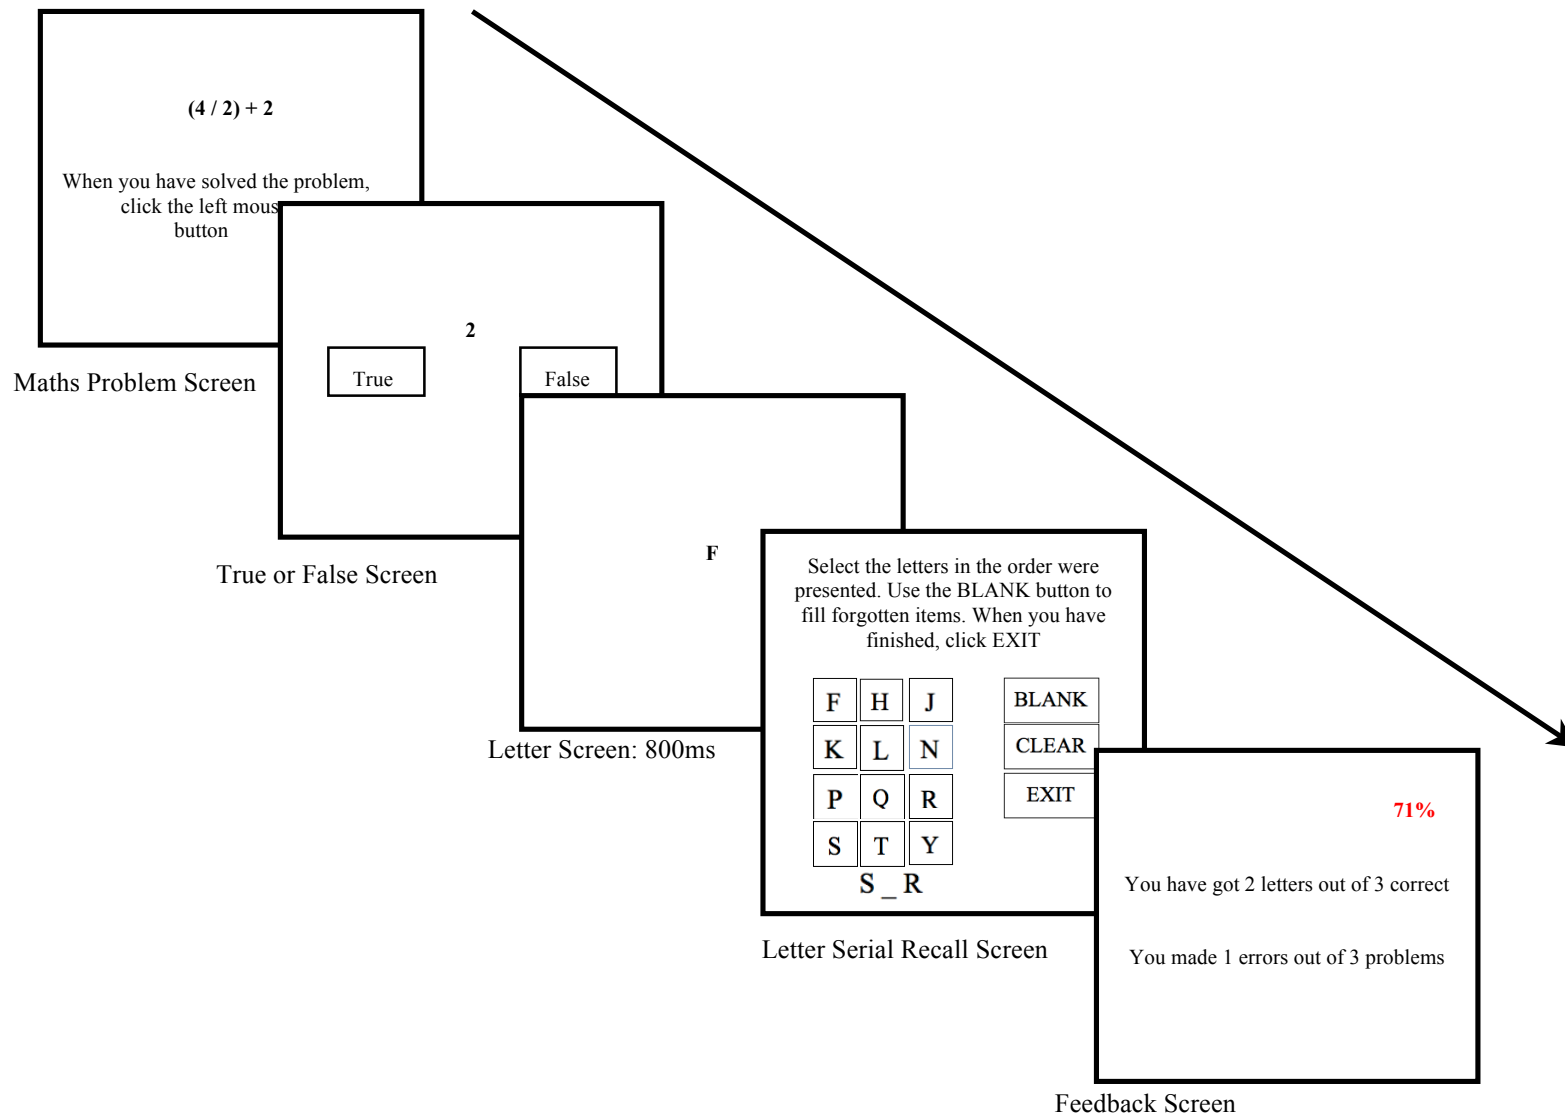 (4 / 2) + 2
When you have solved the problem,
click the left mous
button
Maths Problem Screen
2
True
False
True or False Screen
F
Letter Screen: 800ms
Select the letters in the order were
presented. Use the BLANK button to
fill forgotten items. When you have
finished, click EXIT
F H J
BLANK
K L N
CLEAR
P Q R
EXIT
S T Y
S _ R
Letter Serial Recall Screen
71%
You have got 2 letters out of 3 correct
You made 1 errors out of 3 problems
Feedback Screen